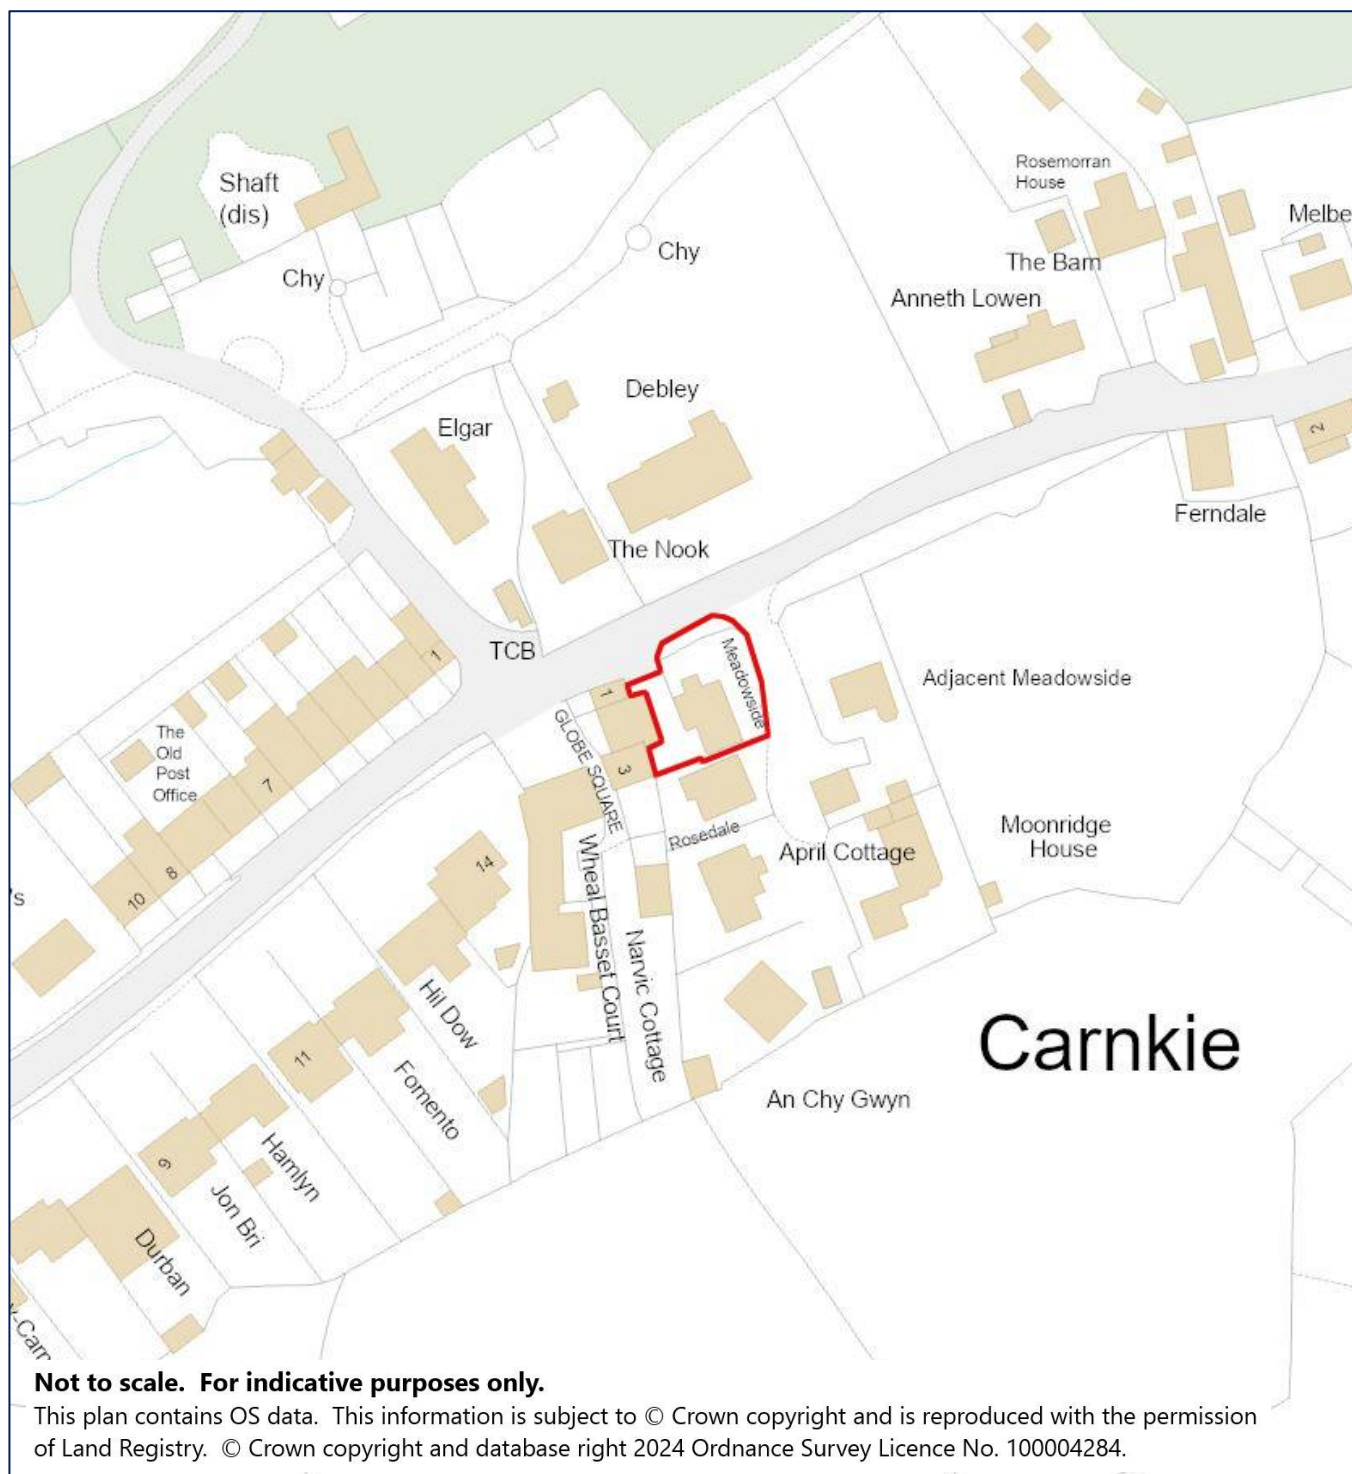 Shaft
(dis)
Chy
Chy
Rosemorran
House
Melbe
The Barn
Anneth Lowen
Debley
Elgar
2
Ferndale
The Nook
TCB
1
Meadowside
Adjacent Meadowside
1
GLOBE SQUARE
3
The
Old
Post
Office
7
Rosedale
Moonridge
House
April Cottage
14
Wheal Basset Court
8
10
's
Narvic Cottage
Hil Dow
Carnkie
11
Fomento
An Chy Gwyn
9
Hamlyn
Jon Bri
Durban
y-Carn
Not to scale. For indicative purposes only.
This plan contains OS data. This information is subject to © Crown copyright and is reproduced with the permission
of Land Registry. © Crown copyright and database right 2024 Ordnance Survey Licence No. 100004284.